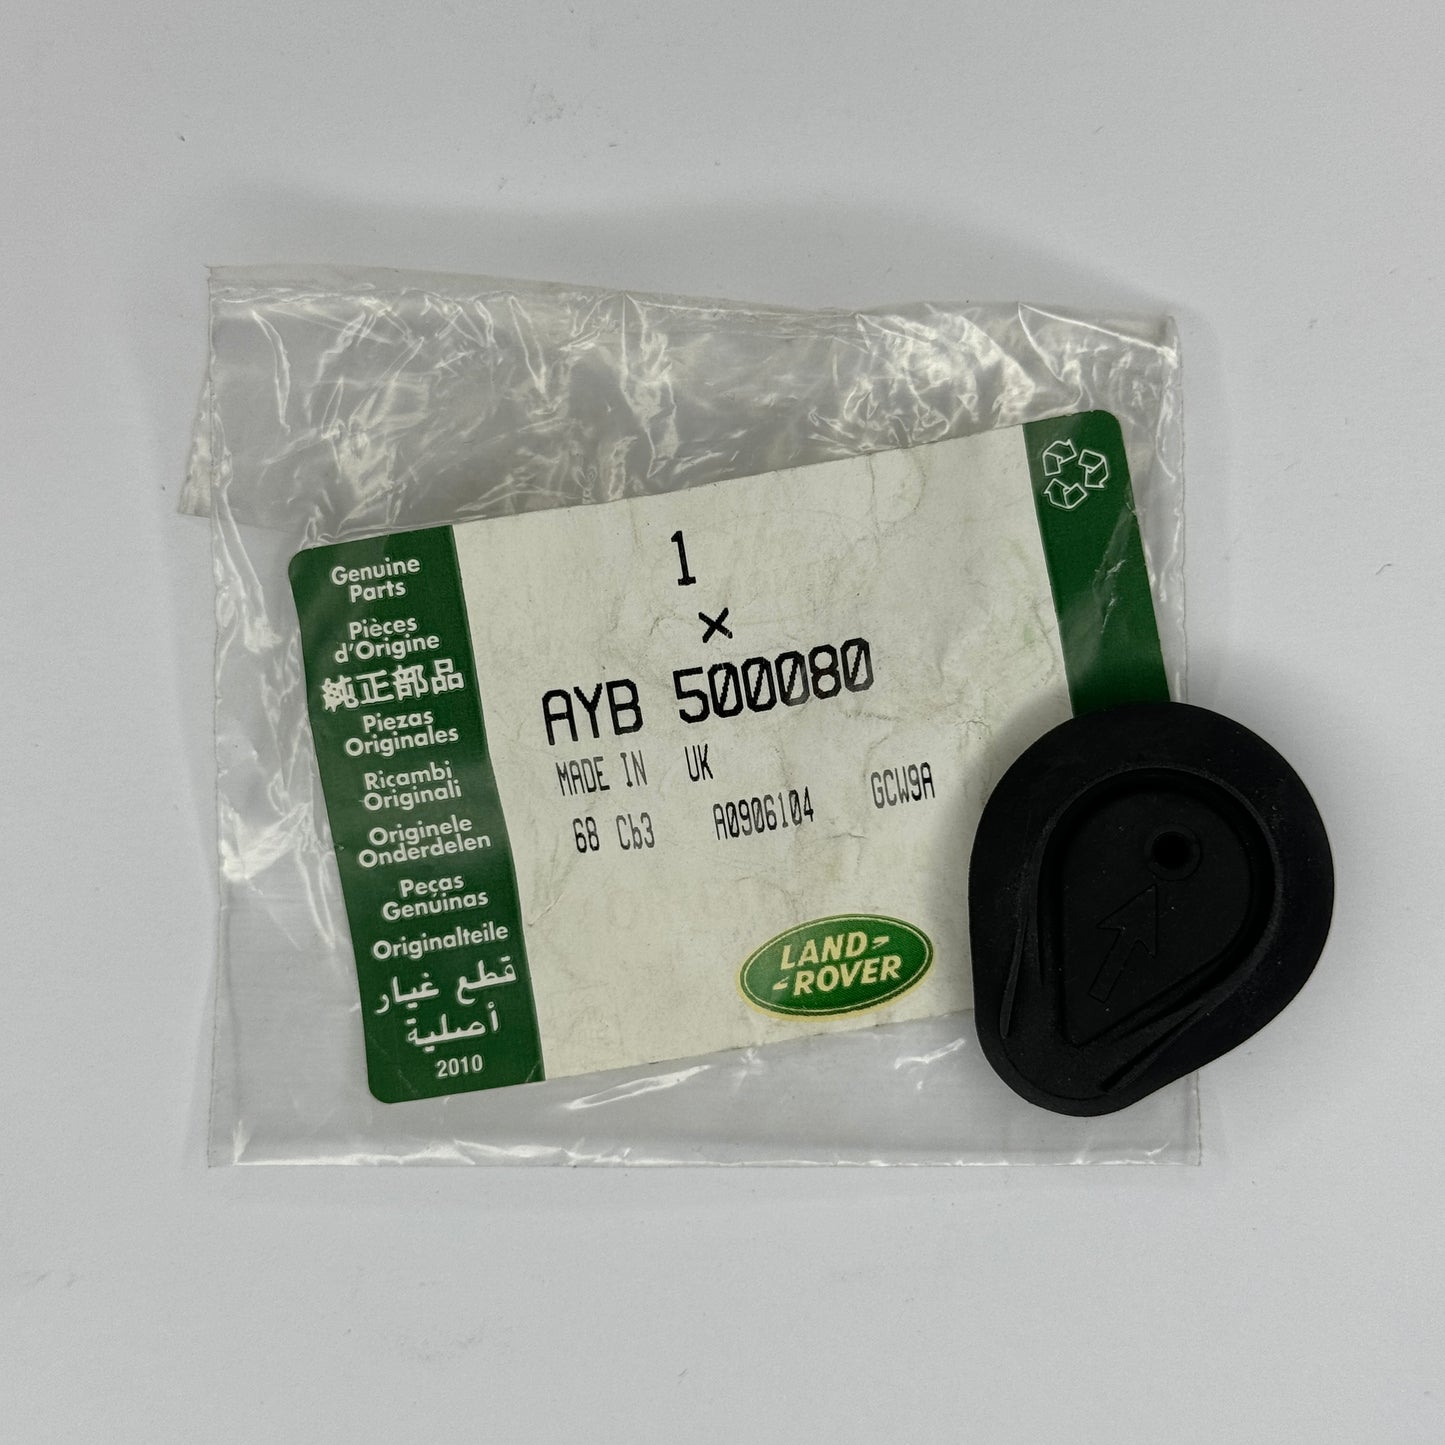 Genuine
Parts
Pièces
d'Origine
純正部品
Piezas
Originales
Ricambi
Originali
Originele
Onderdelen
Peças
Genuinas
Originalteile
قطع غيار
أصلية
2010
1
x
AYB 500080
MADE IN UK
68 Cb3 A0906104 GCW9A
LAND-
-ROVER